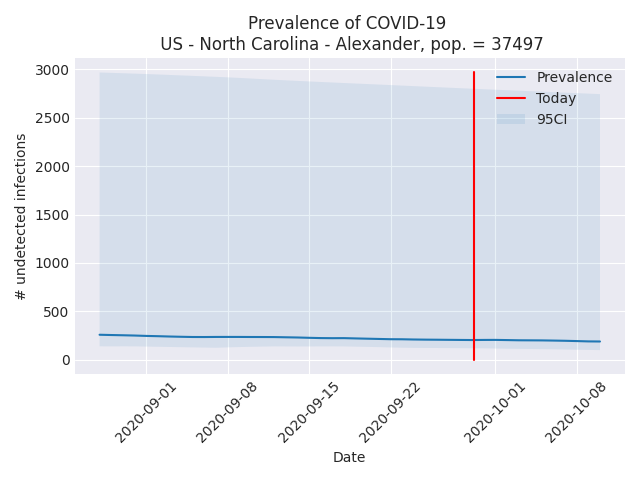 Prevalence of COVID-19
US - North Carolina - Alexander, pop. = 37497
3000
2500
2000
1500
1000
500
0
# undetected infections
Prevalence
Today
95CI
2020-09-01
2020-09-08
2020-09-15
2020-09-22
2020-10-01
2020-10-08
Date